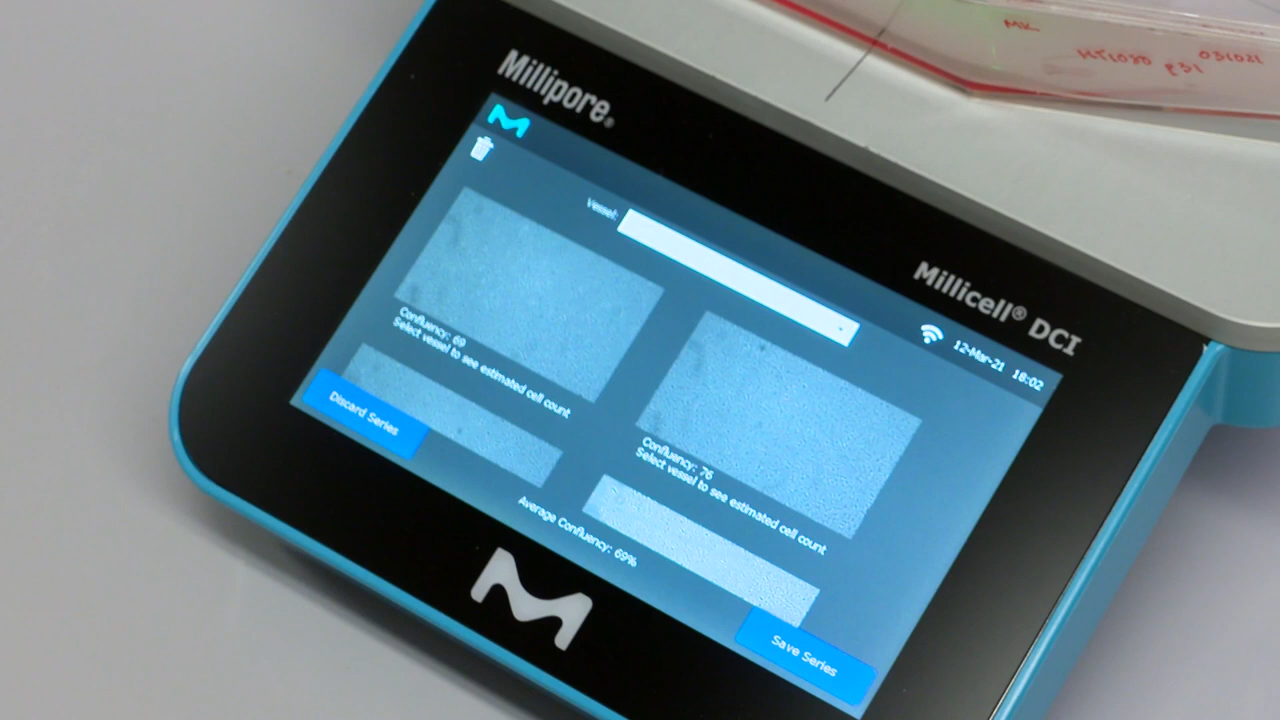 MK
HT1080 P31 031021
Millipore®
Millicell® DCI
12-Mar-21 18:02
Vessel:
Confluency: 69
Select vessel to see estimated cell count
Confluency: 76
Select vessel to see estimated cell count
Discard Series
Average Confluency: 69%
Save Series